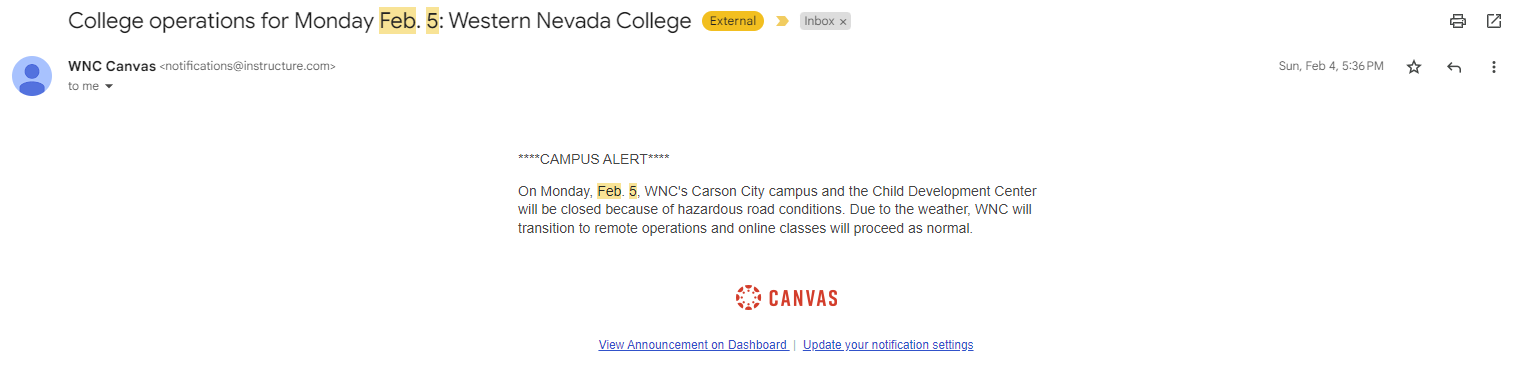 College operations for Monday Feb. 5: Western Nevada College External Inbox x
WNC Canvas <notifications@instructure.com> Sun, Feb 4, 5:36 PM
to me
****CAMPUS ALERT****
On Monday, Feb. 5, WNC's Carson City campus and the Child Development Center
will be closed because of hazardous road conditions. Due to the weather, WNC will
transition to remote operations and online classes will proceed as normal.
CANVAS
View Announcement on Dashboard | Update your notification settings